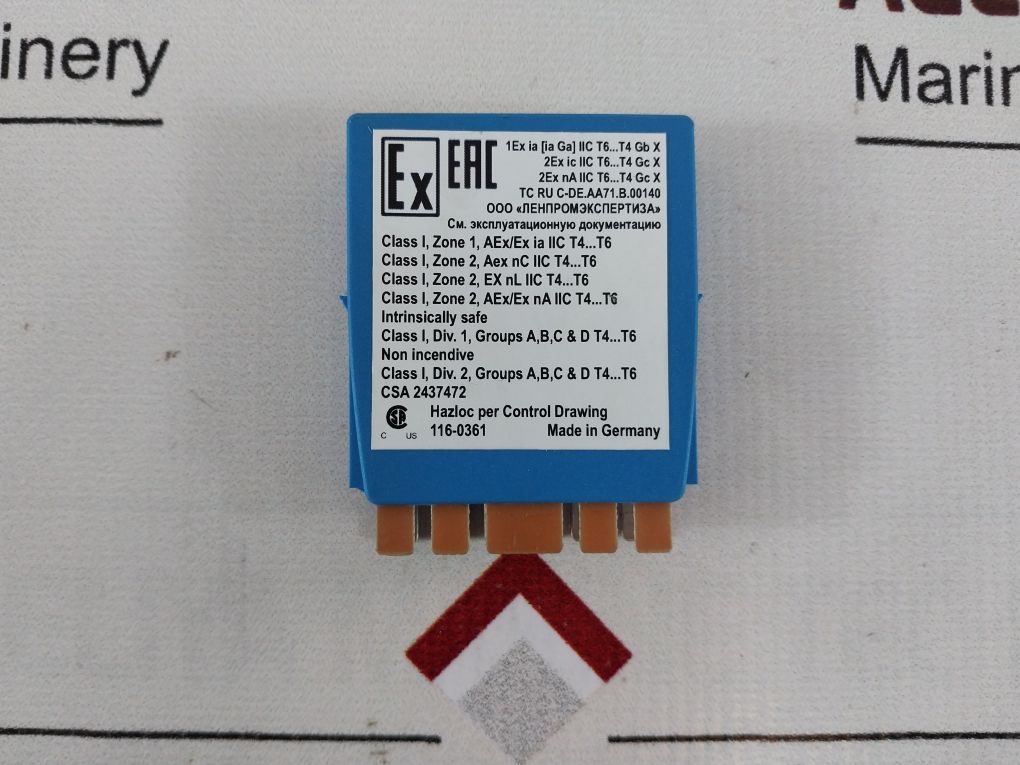 inery
Marin
Ex
EAC
1Ex ia [ia Ga] IIC T6...T4 Gb X
2Ex ic IIC T6...T4 Gc X
2Ex nA IIC T6...T4 Gc X
TC RU C-DE.AA71.B.00140
ООО «ЛЕНПРОМЭКСПЕРТИЗА»
См. эксплуатационную документацию
Class I, Zone 1, AEx/Ex ia IIC T4...T6
Class I, Zone 2, Aex nC IIC T4...T6
Class I, Zone 2, EX nL IIC T4...T6
Class I, Zone 2, AEx/Ex nA IIC T4...T6
Intrinsically safe
Class I, Div. 1, Groups A,B,C & D T4...T6
Non incendive
Class I, Div. 2, Groups A,B,C & D T4...T6
CSA 2437472
SA
C US
Hazloc per Control Drawing
116-0361 Made in Germany